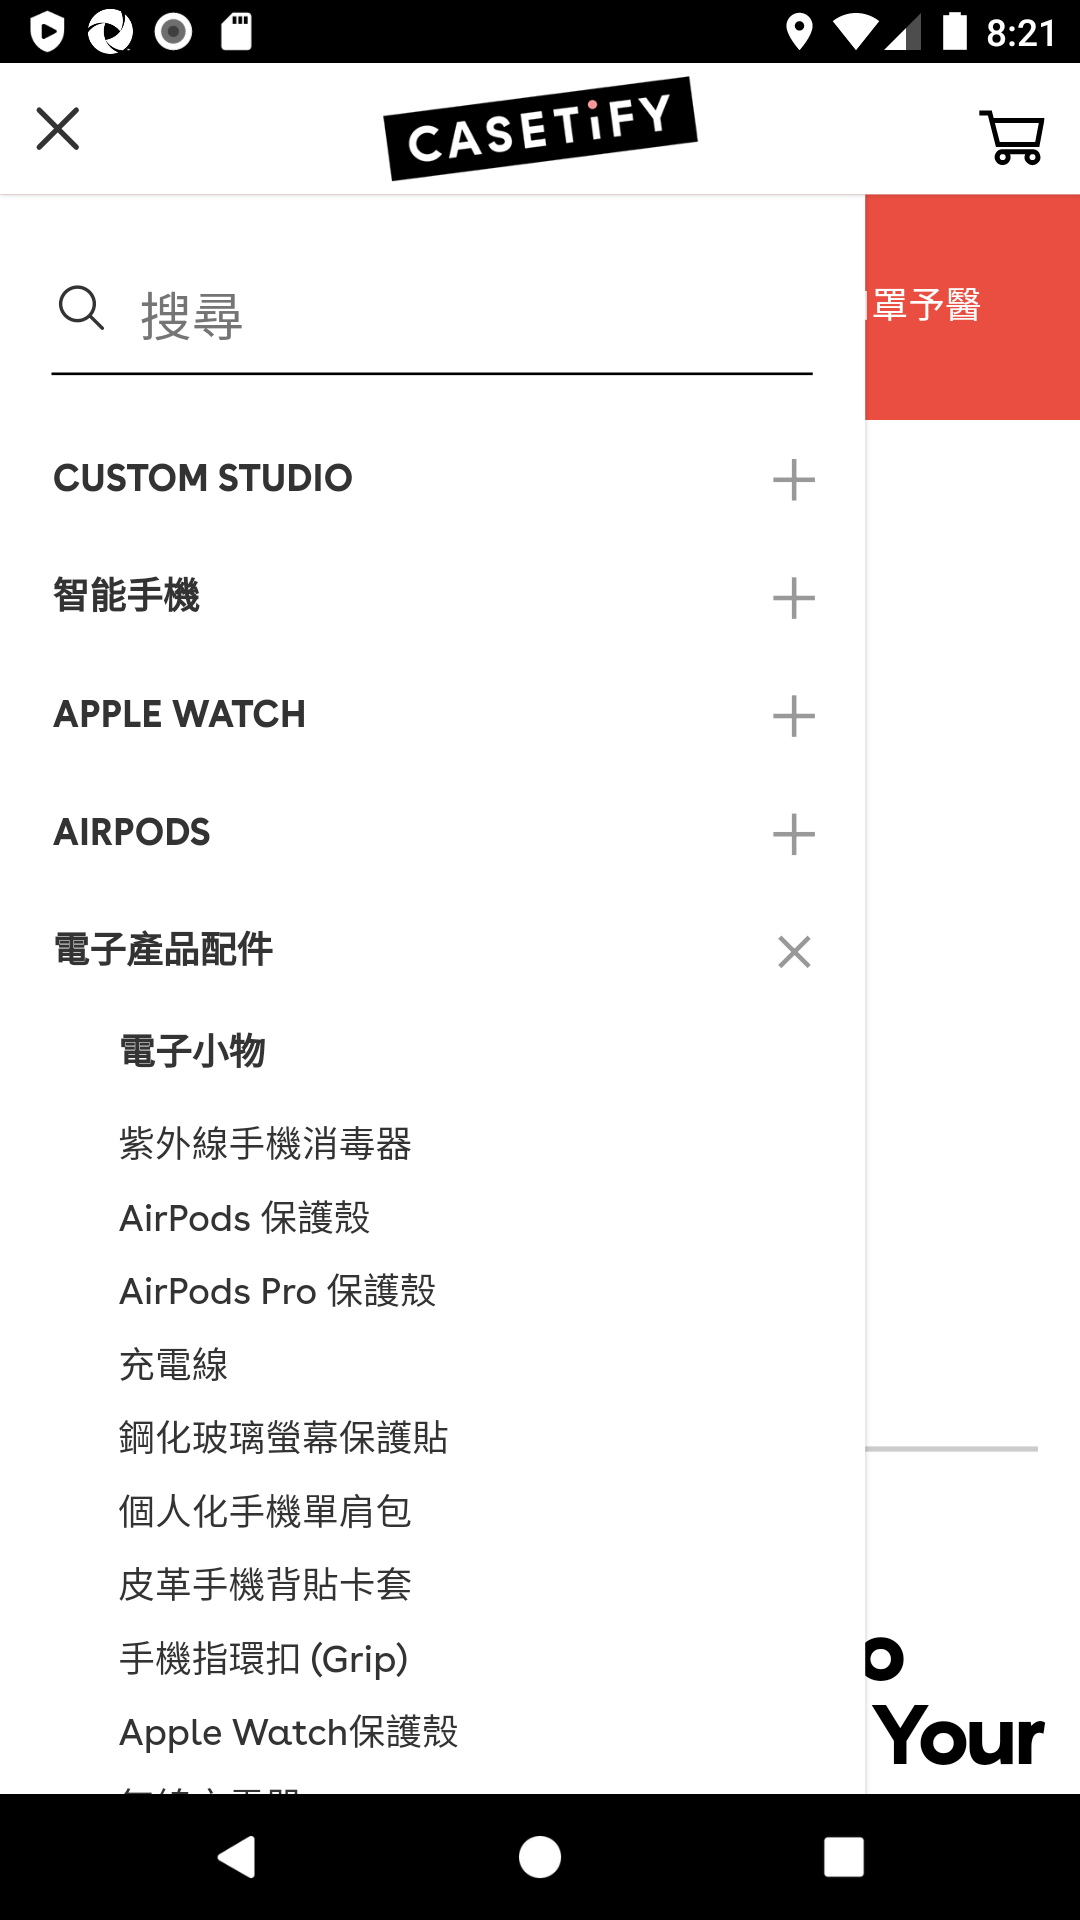 8:21
CASETiFY
搜尋
罩予醫
CUSTOM STUDIO
智能手機
APPLE WATCH
AIRPODS
電子產品配件
電子小物
紫外線手機消毒器
AirPods 保護殼
AirPods Pro 保護殼
充電線
鋼化玻璃螢幕保護貼
個人化手機單肩包
皮革手機背貼卡套
手機指環扣 (Grip)
o
Apple Watch保護殼
Your